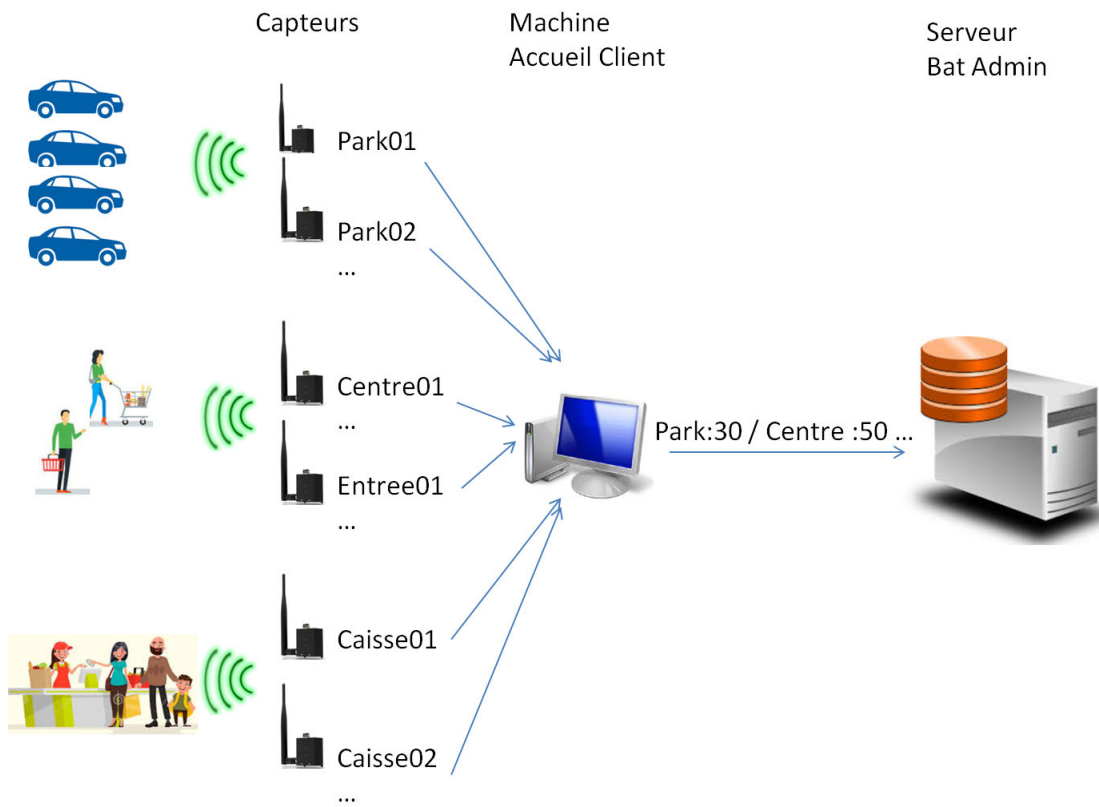 Capteurs
Machine
Accueil Client
Serveur
Bat Admin
Park01
Park02
...
Centre01
...
Entree01
...
Park:30 / Centre :50 ...
Caisse01
Caisse02
...